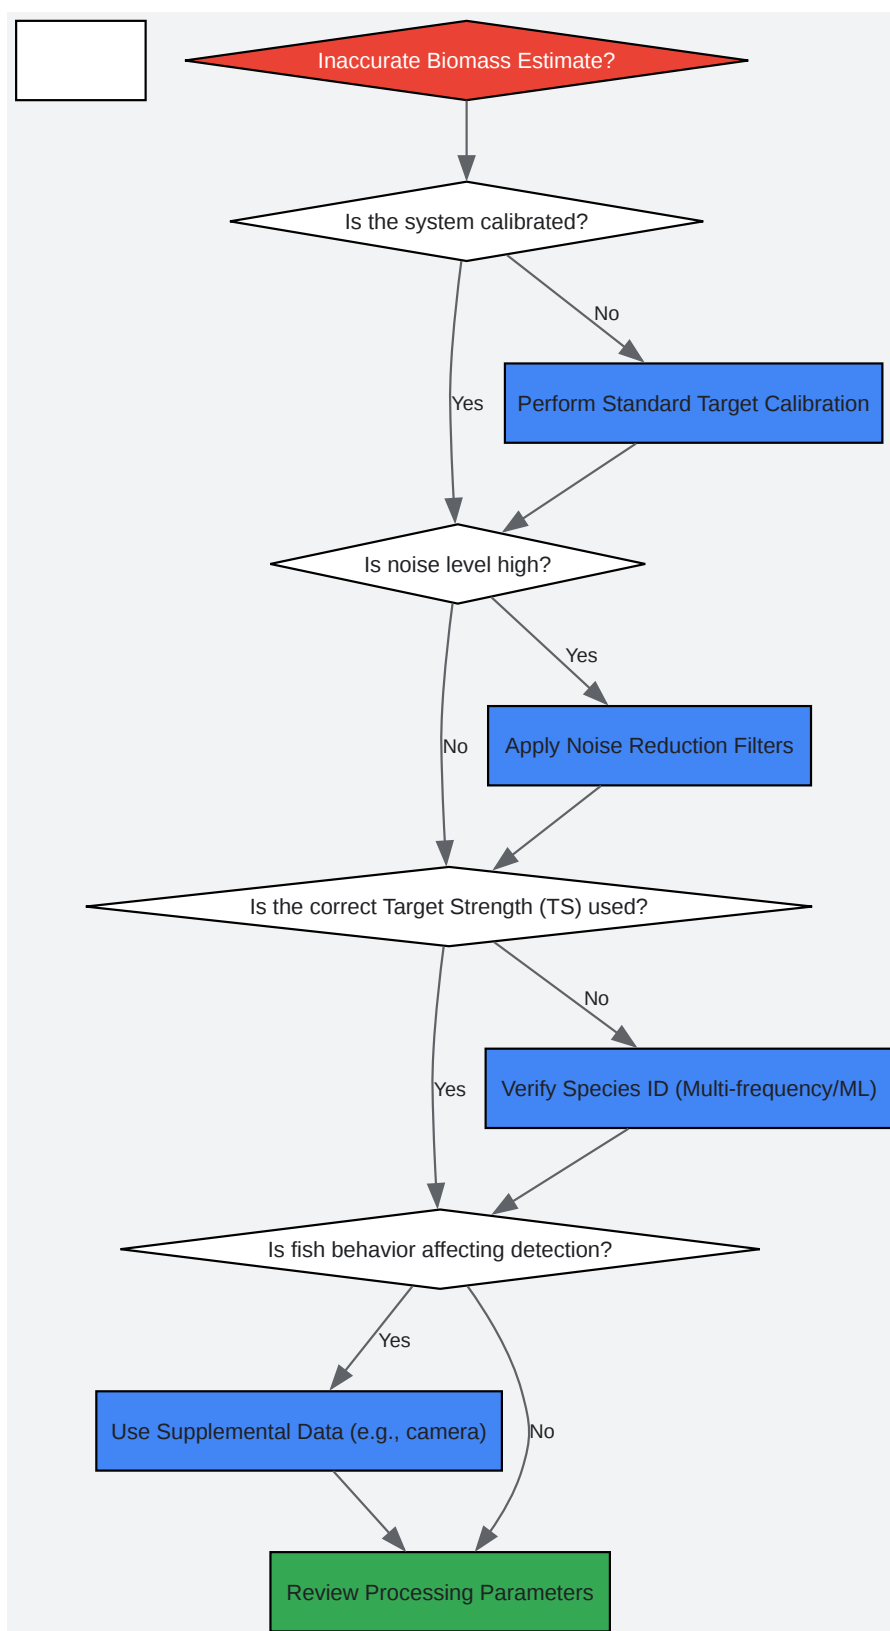 Inaccurate Biomass Estimate?
Is the system calibrated?
No
Yes
Perform Standard Target Calibration
Is noise level high?
Yes
No
Apply Noise Reduction Filters
Is the correct Target Strength (TS) used?
No
Yes
Verify Species ID (Multi-frequency/ML)
Is fish behavior affecting detection?
Yes
Use Supplemental Data (e.g., camera)
No
Review Processing Parameters